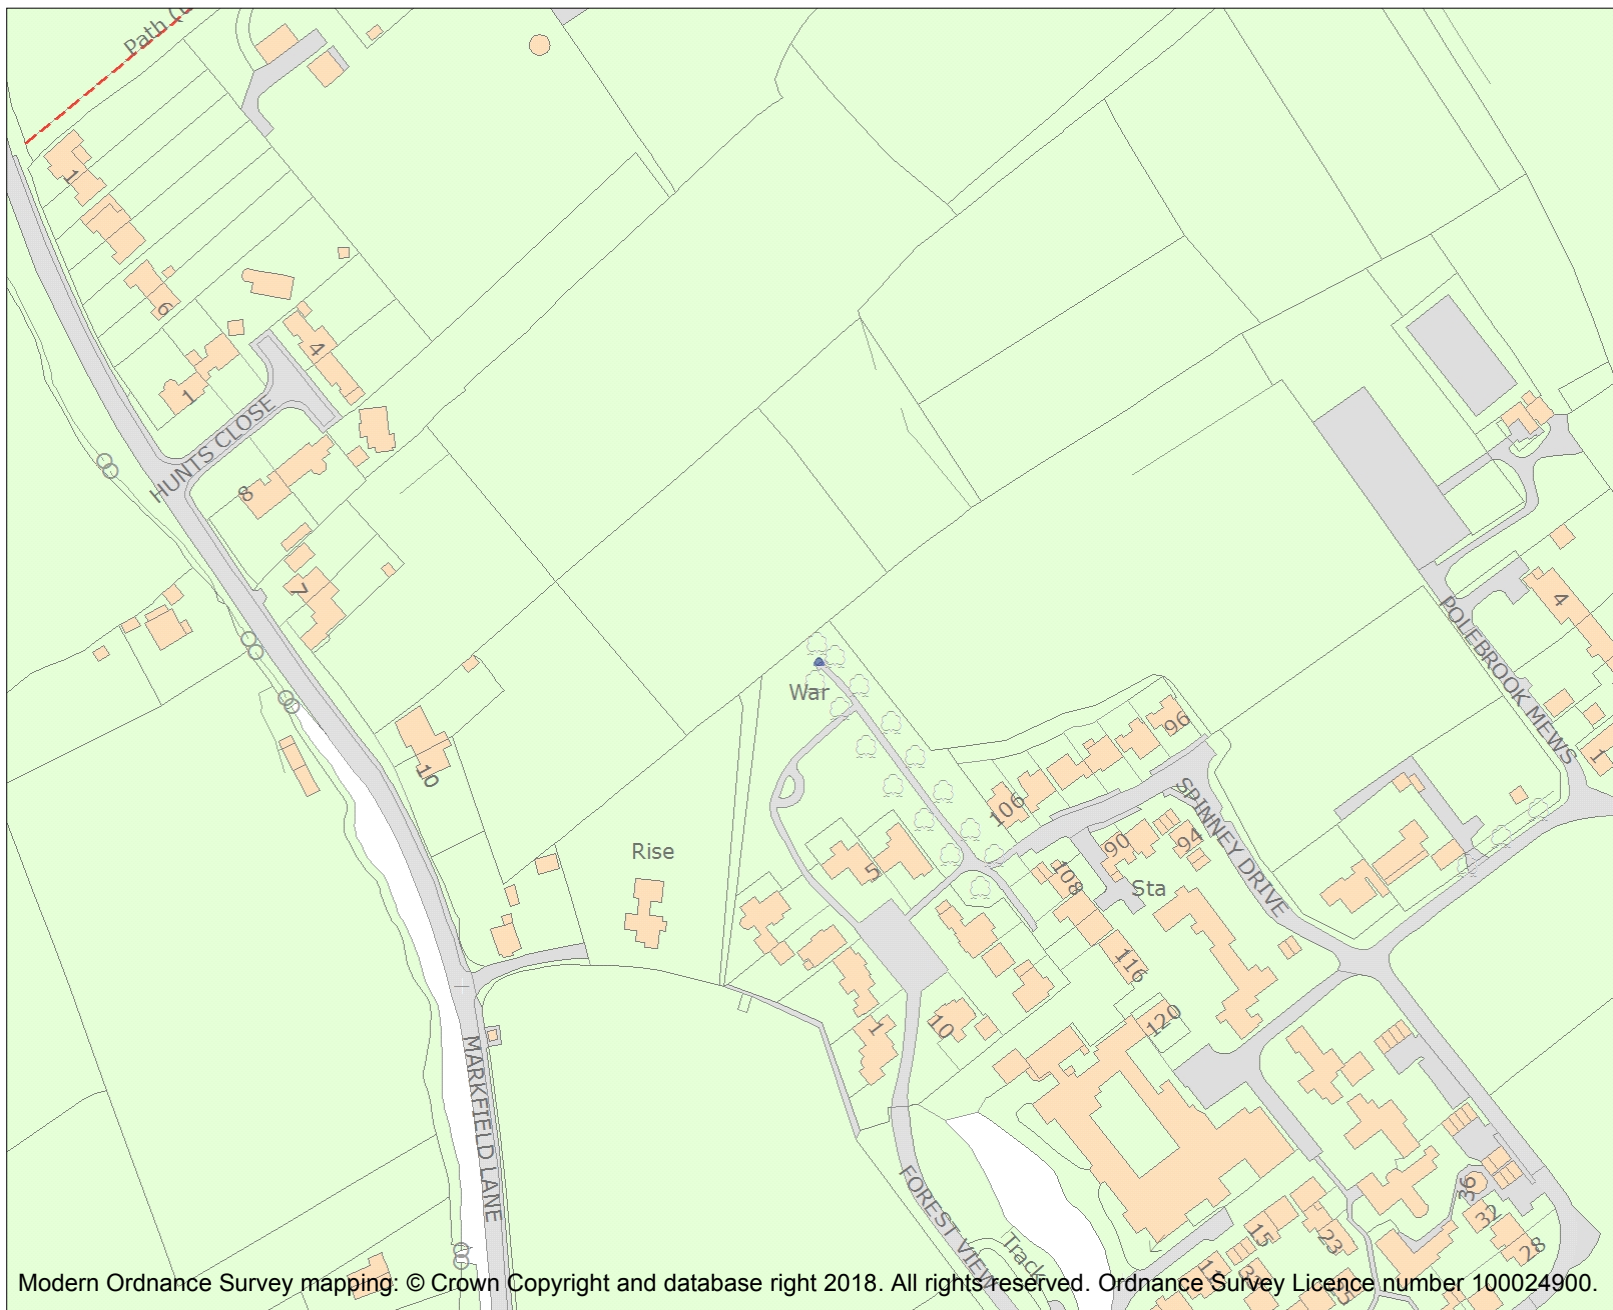 Path (u
1
6
4
1
HUNTS CLOSE
8
7
4
POLEBROOK MEWS
War
96
10
1
106
SPINNEY DRIVE
90
94
Rise
5
108
Sta
116
10
1
120
MARKFIELD LANE
FOREST VIEW
36
32
Track
15
23
28
11
Modern Ordnance Survey mapping: © Crown Copyright and database right 2018. All rights reserved. Ordnance Survey Licence number 100024900.